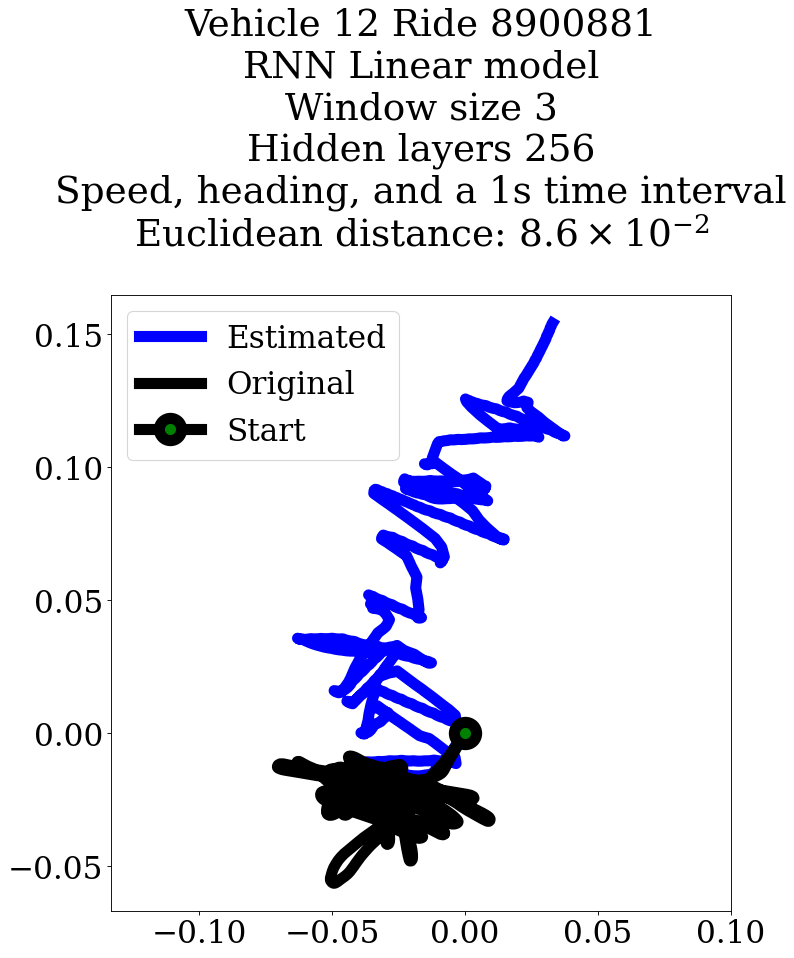 Vehicle 12 Ride 8900881
RNN Linear model
Window size 3
Hidden layers 256
Speed, heading, and a 1s time interval
Euclidean distance: 8.6 × 10⁻²
Estimated
Original
Start
0.15
0.10
0.05
0.00
−0.05
−0.10 −0.05 0.00 0.05 0.10